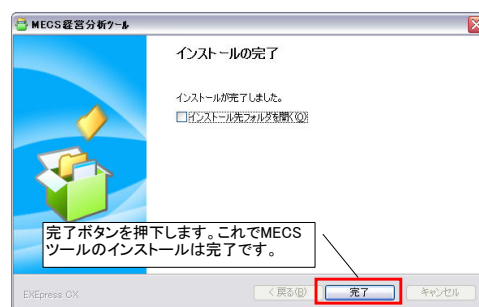 MECS経営分析ツール
インストールの完了
インストールが完了しました。
インストール先フォルダを開く(O)
完了ボタンを押下します。これでMECS
ツールのインストールは完了です。
EXEpress CX
< 戻る(B)
完了
キャンセル